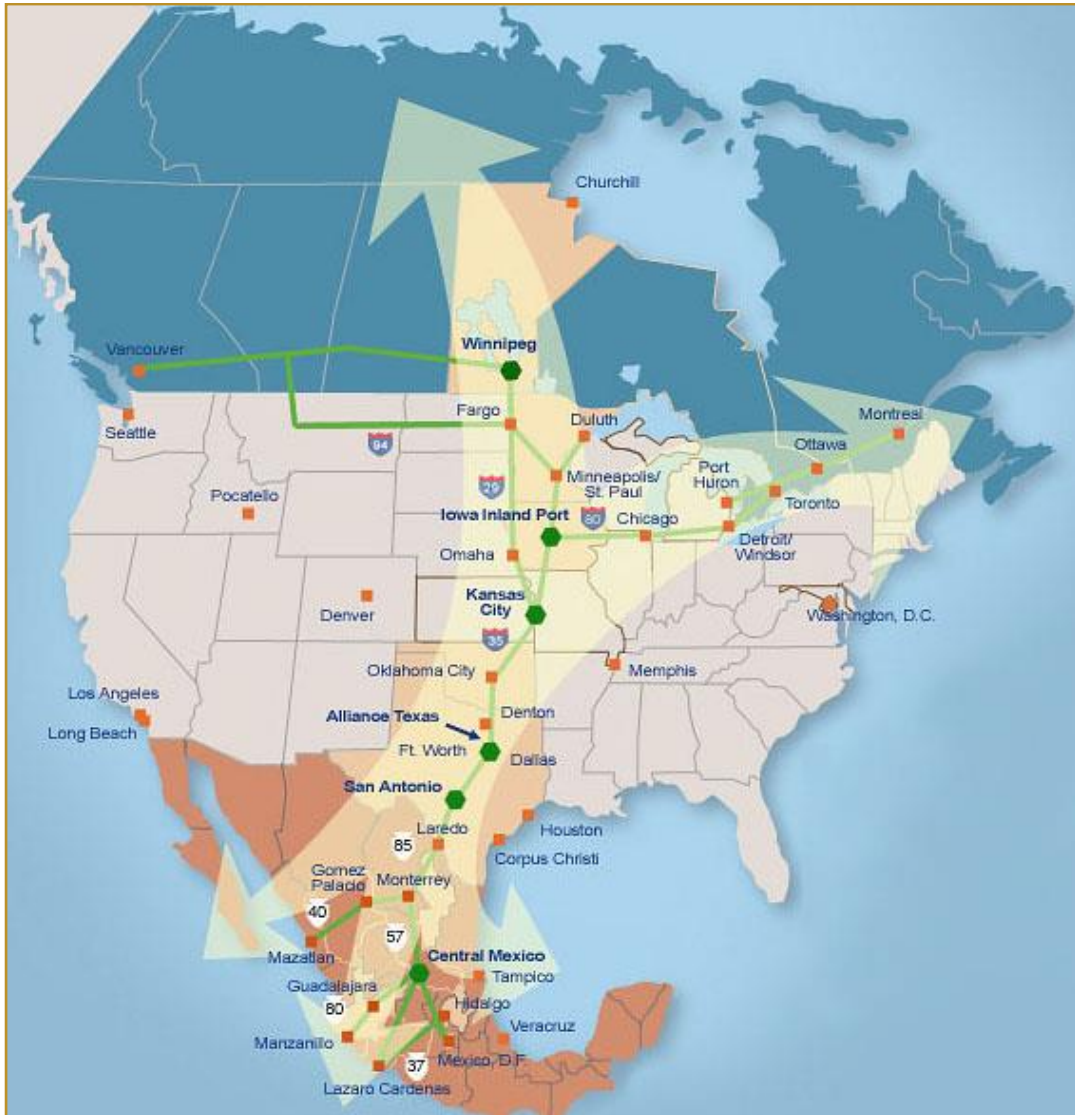 Churchill
Winnipeg
Vancouver
Fargo
Duluth
Montreal
Seattle
94
Ottawa
Minneapolis/
St. Paul
Port
Huron
29
Pocatello
Iowa Inland Port
80
Chicago
Toronto
Detroit/
Windsor
Omaha
Kansas
City
Denver
Washington, D.C.
35
Oklahoma City
Memphis
Los Angeles
Long Beach
Alliance Texas
Denton
Ft. Worth
Dallas
San Antonio
Laredo
Houston
85
Corpus Christi
Gomez
Palacio
Monterrey
40
57
Mazatlan
Central Mexico
Tampico
Guadalajara
80
Hidalgo
Veracruz
Manzanillo
37
Mexico, D.F
Lazaro Cardenas